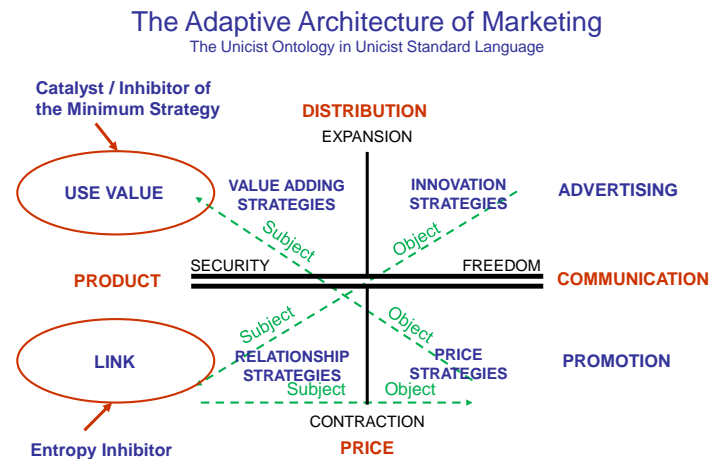 The Adaptive Architecture of Marketing
The Unicist Ontology in Unicist Standard Language
Catalyst / Inhibitor of
the Minimum Strategy
DISTRIBUTION
EXPANSION
USE VALUE
VALUE ADDING
STRATEGIES
INNOVATION
STRATEGIES
ADVERTISING
Subject
Object
SECURITY
FREEDOM
PRODUCT
COMMUNICATION
Subject
Object
LINK
RELATIONSHIP
STRATEGIES
PRICE
STRATEGIES
PROMOTION
Subject
Object
CONTRACTION
PRICE
Entropy Inhibitor